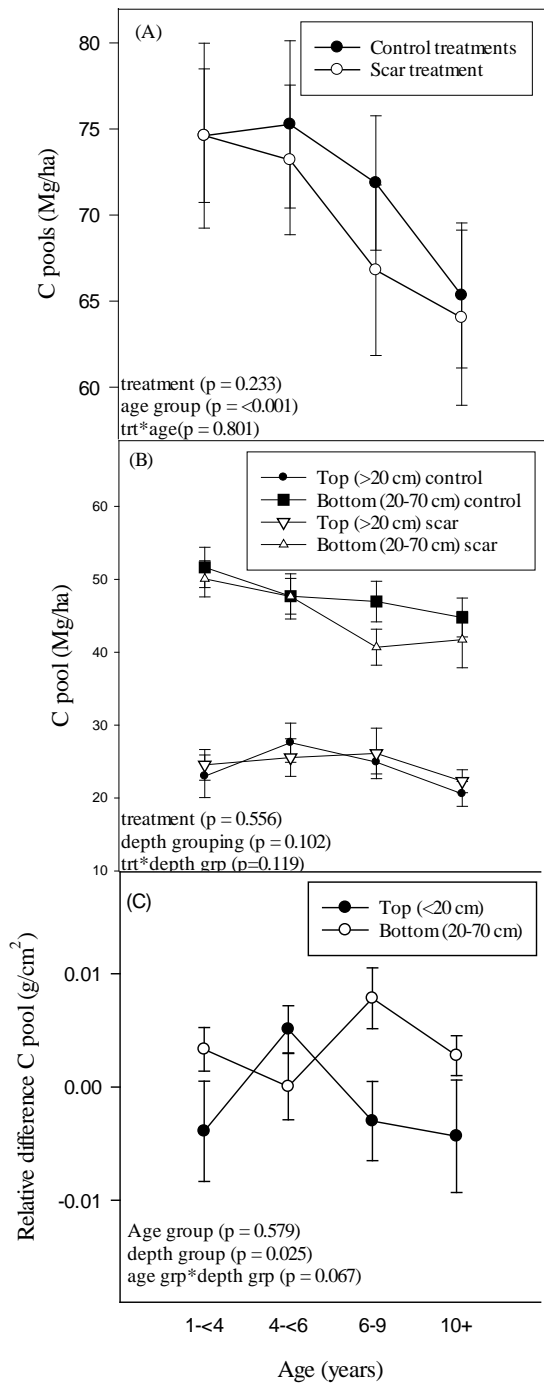 (A)
Control treatments
Scar treatment
80
75
70
65
60
C pools (Mg/ha)
treatment (p = 0.233)
age group (p = <0.001)
trt*age(p = 0.801)
(B)
Top (>20 cm) control
Bottom (20-70 cm) control
Top (>20 cm) scar
Bottom (20-70 cm) scar
60
50
40
30
20
10
C pool (Mg/ha)
treatment (p = 0.556)
depth grouping (p = 0.102)
trt*depth grp (p=0.119)
(C)
Top (<20 cm)
Bottom (20-70 cm)
0.01
0.00
-0.01
Relative difference C pool (g/cm²)
Age group (p = 0.579)
depth group (p = 0.025)
age grp*depth grp (p = 0.067)
1-<4 4-<6 6-9 10+
Age (years)